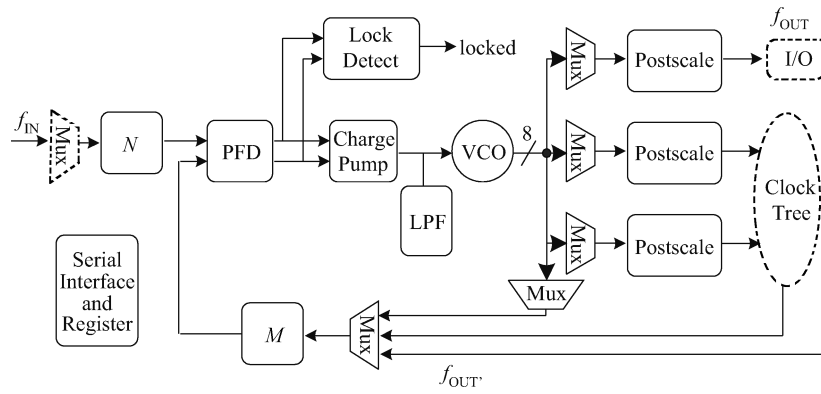 Lock
Detect
locked
Mux
Postscale
f_OUT
I/O
f_IN
Mux
N
PFD
Charge
Pump
VCO
8
Mux
Postscale
Clock
Tree
LPF
Mux
Postscale
Serial
Interface
and
Register
Mux
M
Mux
f_OUT'